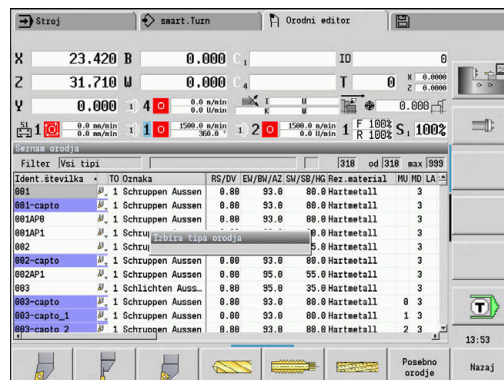 Stroj smart.Turn Orodni editor
X 23.420 B 0.000 C 1 ID 0
Z 31.710 W 0.000 C 4 T 0 X 0.0000 Z 0.0000
Y 0.000 4 0.0 m/min 0.0 U/min I K U W 0.000
S1 1 0.0 mm/min 0.0 mm/min 1 1500.0 m/min 360.0 ° 2 1500.0 m/min 0.0 U/min 1 F 100% R 100% S1 100%
Seznam orodja
Filter Vsi tipi 318 od 318 max 999
Ident.številka TO Oznaka RS/DV EW/BW/AZ SW/SB/HG Rez.material MU MD LA
001 1 Schruppen Aussen 0.80 93.0 80.0 Hartmetall 3
001-capto 1 Schruppen Aussen 0.80 93.0 80.0 Hartmetall 3
001AP0 1 Schruppen Aussen 0.80 93.0 80.0 Hartmetall 3
001AP1 1 Schru 0.0 Hartmetall 3
002 1 Schru 5.0 Hartmetall 3
Izbira tipa orodja
002-capto 1 Schruppen Aussen 0.80 93.0 80.0 Hartmetall 3
002AP1 1 Schruppen Aussen 0.80 95.0 55.0 Hartmetall 3
003 1 Schlichten Auss… 0.80 95.0 35.0 Hartmetall 3
003-capto 1 Schruppen Aussen 0.80 93.0 80.0 Hartmetall 0 3
003-capto_1 1 Schruppen Aussen 0.80 93.0 80.0 Hartmetall 1 3
003-capto_2 1 Schruppen Aussen 0.80 93.0 80.0 Hartmetall 2 3
T
13:53
Posebno orodje
Nazaj